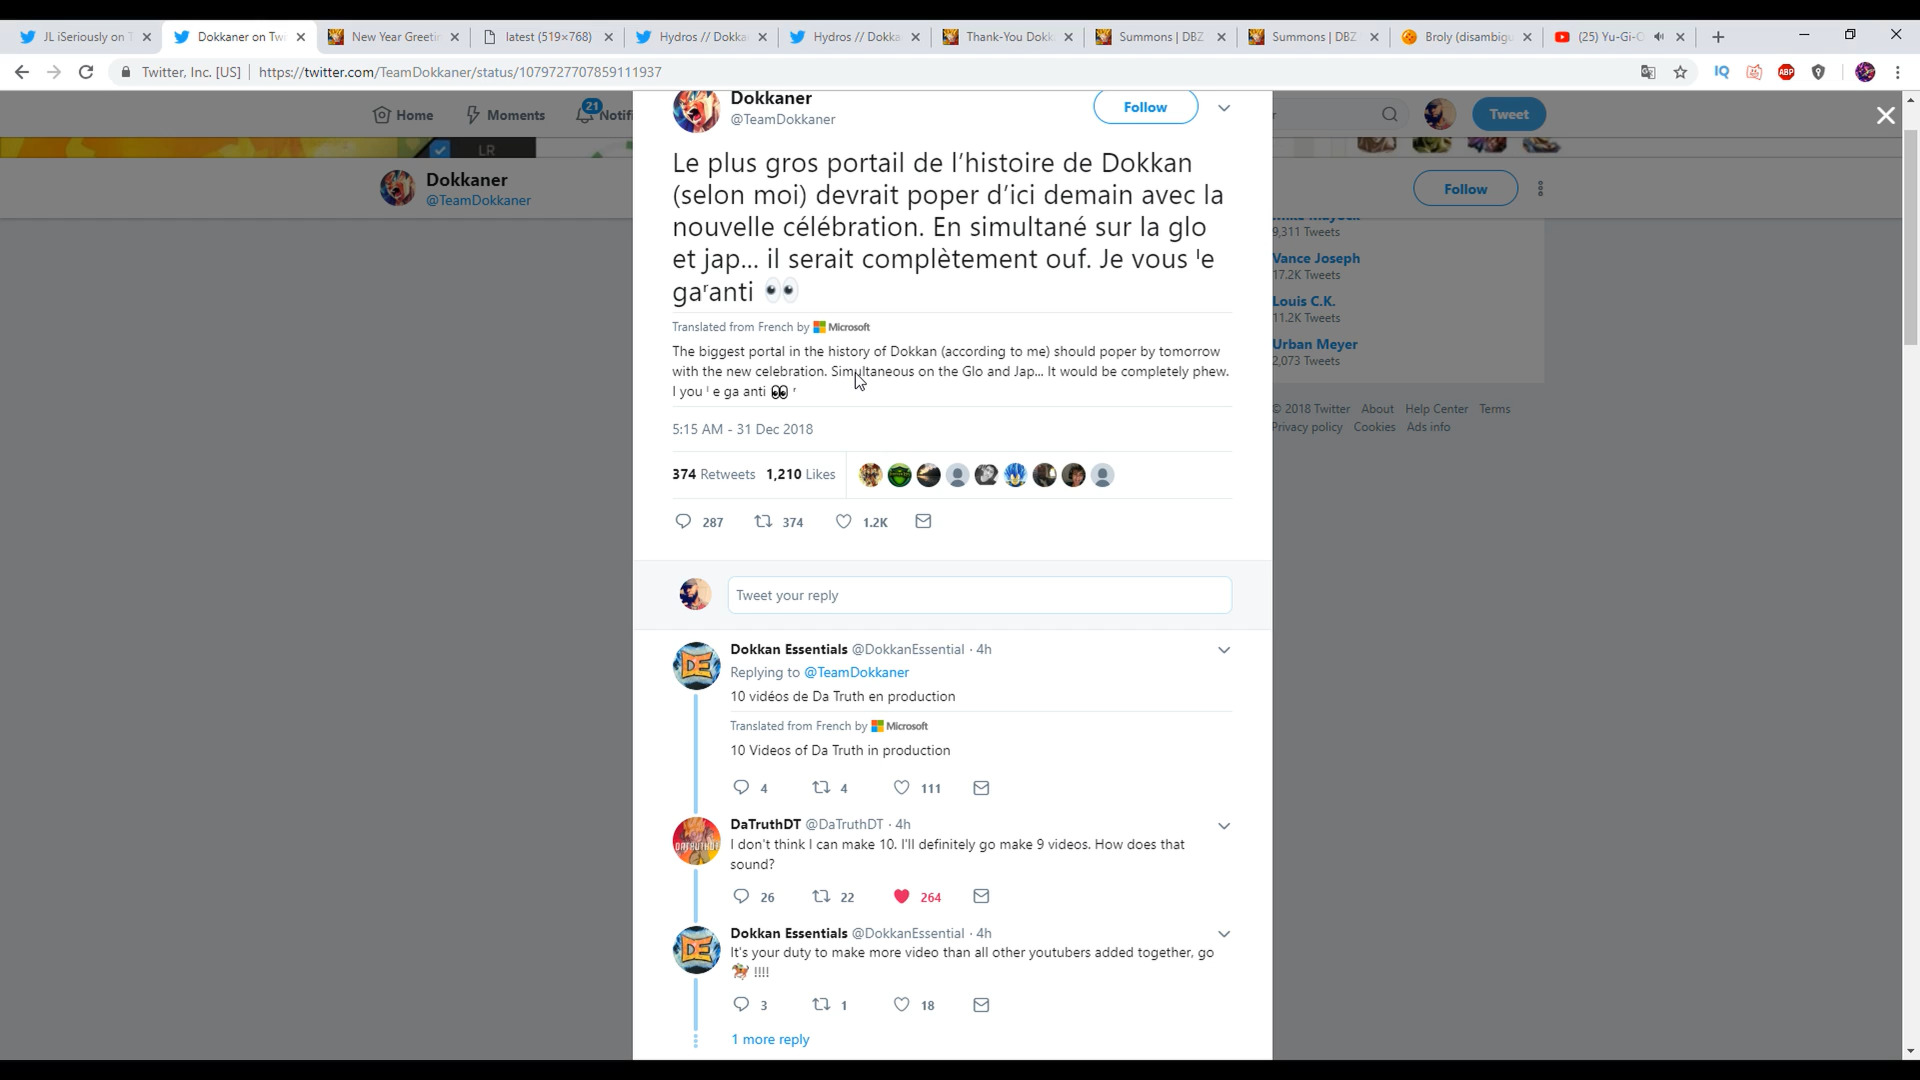 JL iSeriously on T
Dokkaner on Twi
New Year Greetin
latest (519×768)
Hydros // Dokka
Hydros // Dokka
Thank-You Dokk
Summons | DBZ
Summons | DBZ
Broly (disambigu
(25) Yu-Gi-O
Twitter, Inc. [US]
https://twitter.com/TeamDokkaner/status/1079727707859111937
IQ
ABP
Home
Moments
21
Notifi
Tweet
LR
Dokkaner
@TeamDokkaner
Follow
Dokkaner
@TeamDokkaner
Follow
Le plus gros portail de l’histoire de Dokkan
(selon moi) devrait poper d’ici demain avec la
nouvelle célébration. En simultané sur la glo
et jap... il serait complètement ouf. Je vous ˡe
gaʳanti 👀
Translated from French by Microsoft
The biggest portal in the history of Dokkan (according to me) should poper by tomorrow
with the new celebration. Simultaneous on the Glo and Jap... It would be completely phew.
I you ˡ e ga anti 👀 ʳ
5:15 AM - 31 Dec 2018
374 Retweets 1,210 Likes
287 374 1.2K
Tweet your reply
Dokkan Essentials @DokkanEssential · 4h
Replying to @TeamDokkaner
10 vidéos de Da Truth en production
Translated from French by Microsoft
10 Videos of Da Truth in production
4 4 111
DaTruthDT @DaTruthDT · 4h
I don't think I can make 10. I'll definitely go make 9 videos. How does that
sound?
26 22 264
Dokkan Essentials @DokkanEssential · 4h
It's your duty to make more video than all other youtubers added together, go
🏇 !!!!
3 1 18
1 more reply
Follow
9,311 Tweets
Vance Joseph
17.2K Tweets
Louis C.K.
11.2K Tweets
Urban Meyer
2,073 Tweets
© 2018 Twitter About Help Center Terms
Privacy policy Cookies Ads info
DE
DATRUTHDT
DE